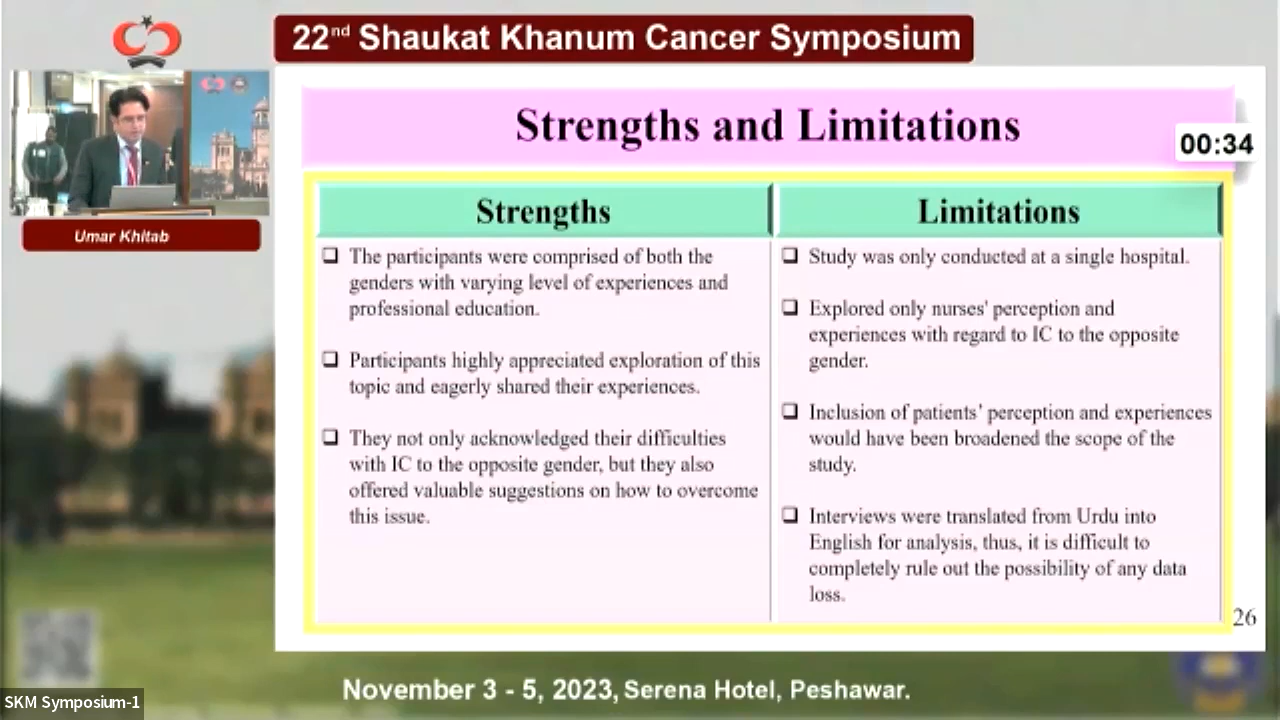 22nd Shaukat Khanum Cancer Symposium
Strengths and Limitations
00:34
Umar Khitab
Strengths
The participants were comprised of both the
genders with varying level of experiences and
professional education.
Participants highly appreciated exploration of this
topic and eagerly shared their experiences.
They not only acknowledged their difficulties
with IC to the opposite gender, but they also
offered valuable suggestions on how to overcome
this issue.
Limitations
Study was only conducted at a single hospital.
Explored only nurses' perception and
experiences with regard to IC to the opposite
gender.
Inclusion of patients' perception and experiences
would have been broadened the scope of the
study.
Interviews were translated from Urdu into
English for analysis, thus, it is difficult to
completely rule out the possibility of any data
loss.
26
November 3 - 5, 2023, Serena Hotel, Peshawar.
SKM Symposium-1